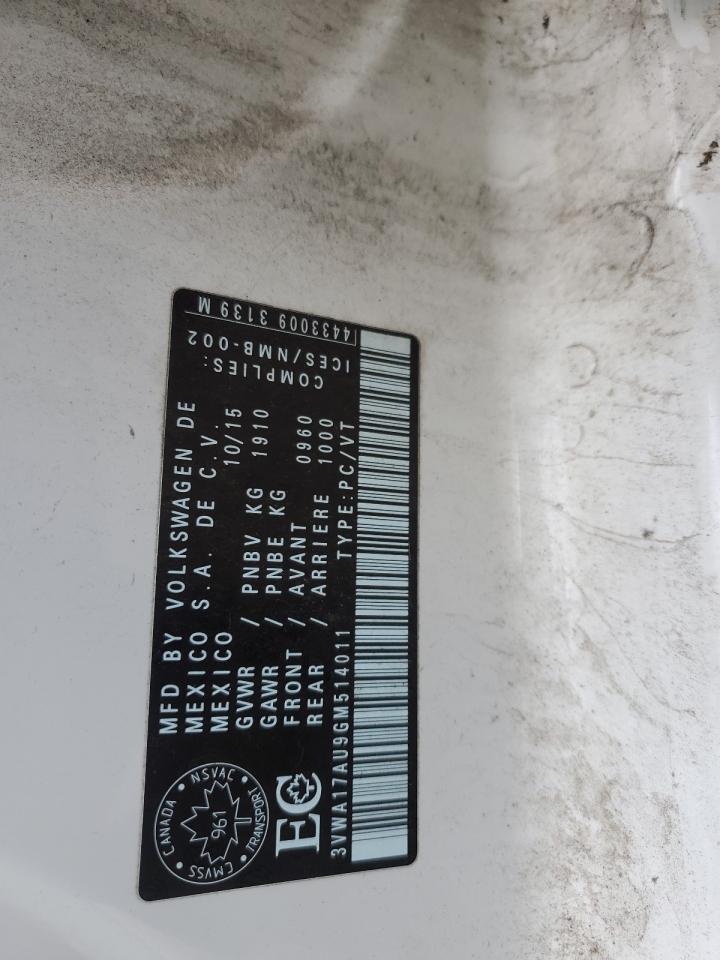 MFD BY VOLKSWAGEN DE
MEXICO S.A. DE C.V.
MEXICO 10/15
GVWR / PNBV KG 1910
GAWR / PNBE KG
FRONT / AVANT 0960
REAR / ARRIERE 1000
3VWA17AU9GM514011 TYPE:PC/VT
COMPLIES:
ICES/NMB-002
4433009 3139 M
CANADA • NSVAC • TRANSPORT • CMVSS •
961
EC